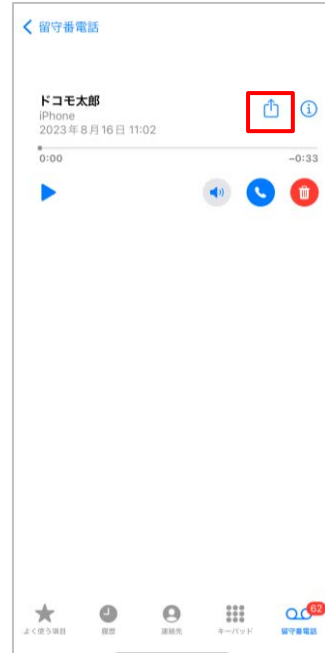 留守番電話
ドコモ太郎
iPhone
2023年8月16日 11:02
0:00
-0:33
62
よく使う項目
履歴
連絡先
キーパッド
留守番電話